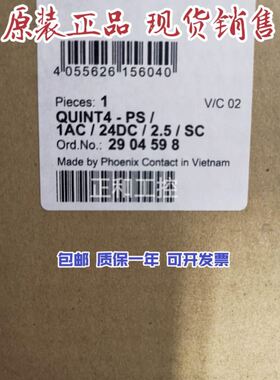 原装正品 现货销售
4 055626 156040
Pieces: 1
V/C 02
QUINT4 - PS /
1AC / 24DC / 2.5 / SC
Ord.No.: 29 04 59 8
Made by Phoenix Contact in Vietnam
正利工控
包邮 质保一年 可开发票